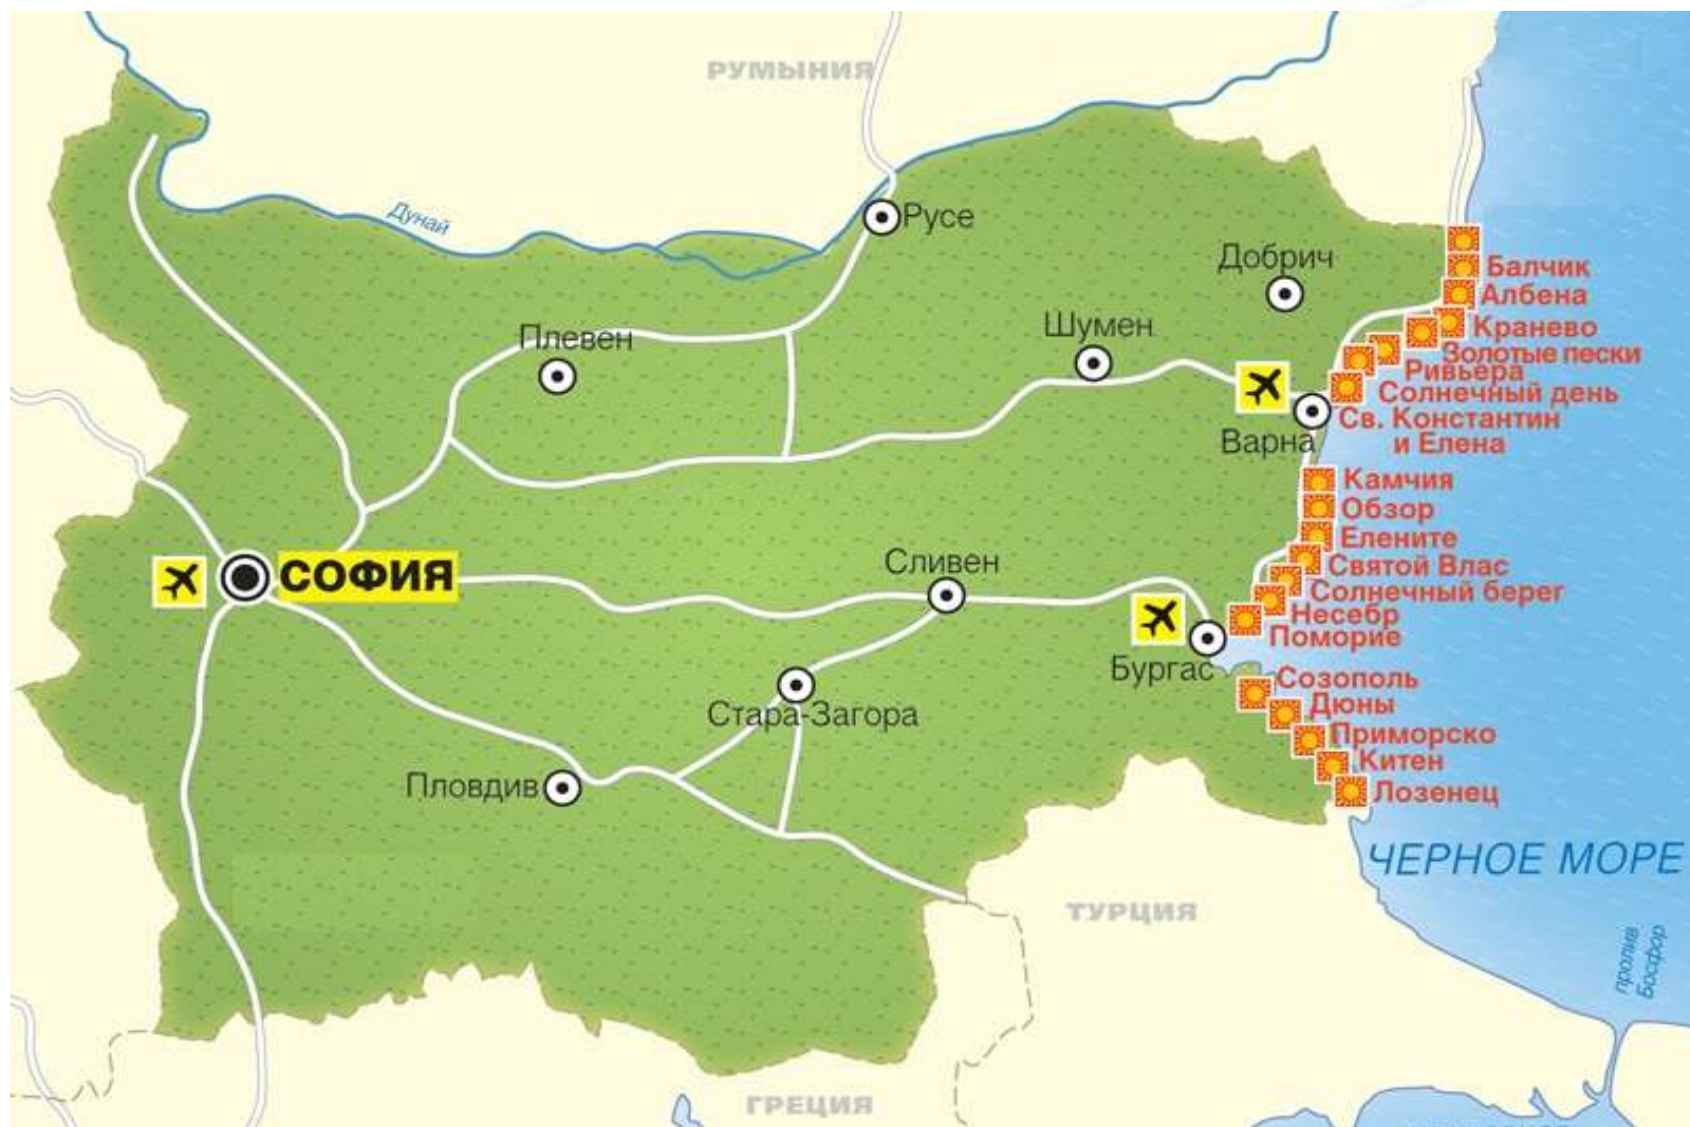 РУМЫНИЯ
Дунай
Русе
Добрич
Балчик
Албена
Плевен
Шумен
Кранево
Золотые пески
Ривьера
Солнечный день
Св. Константин
и Елена
Варна
Камчия
Обзор
Елените
Святой Влас
Солнечный берег
Несебр
Поморие
СОФИЯ
Сливен
Бургас
Созополь
Дюны
Приморско
Китен
Лозенец
Стара-Загора
Пловдив
ЧЕРНОЕ МОРЕ
ТУРЦИЯ
пролив
Босфор
ГРЕЦИЯ